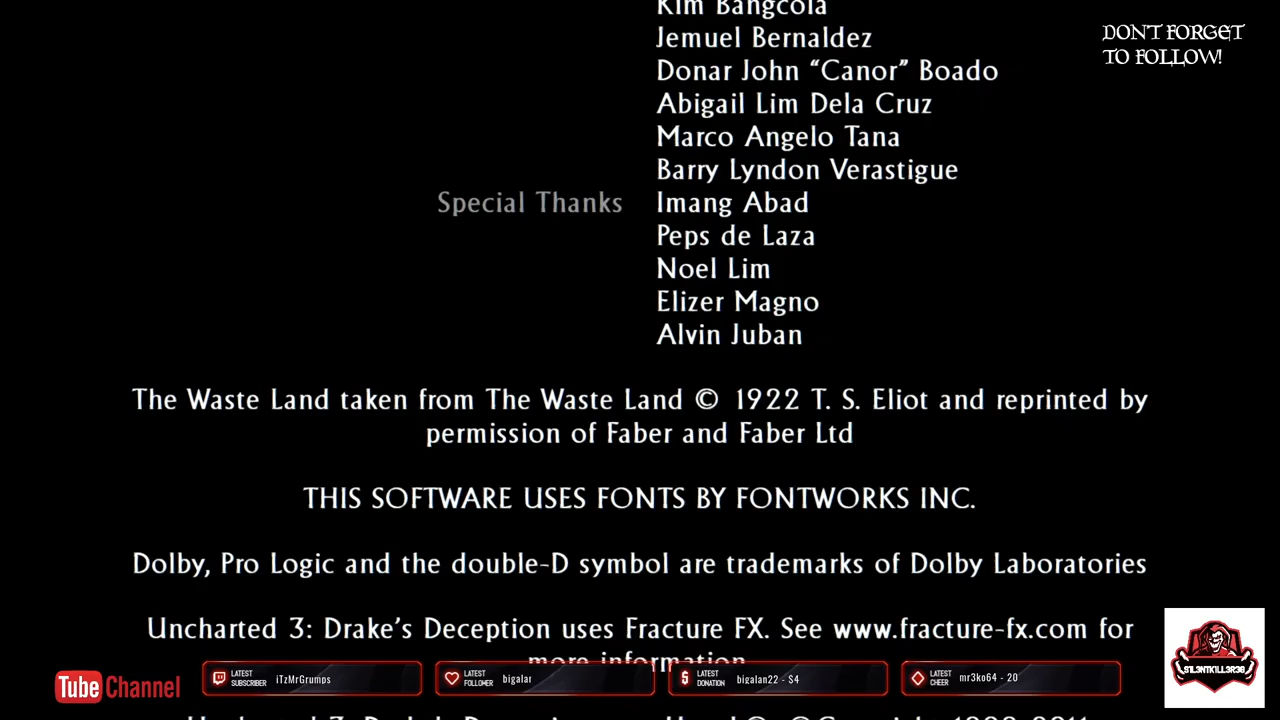 Kim Bangcola
Jemuel Bernaldez
Donar John “Canor” Boado
Abigail Lim Dela Cruz
Marco Angelo Tana
Barry Lyndon Verastigue
Special Thanks Imang Abad
Peps de Laza
Noel Lim
Elizer Magno
Alvin Juban
The Waste Land taken from The Waste Land © 1922 T. S. Eliot and reprinted by
permission of Faber and Faber Ltd
THIS SOFTWARE USES FONTS BY FONTWORKS INC.
Dolby, Pro Logic and the double-D symbol are trademarks of Dolby Laboratories
Uncharted 3: Drake’s Deception uses Fracture FX. See www.fracture-fx.com for
more information
DON'T FORGET
TO FOLLOW!
YouTube Channel
LATEST SUBSCRIBER iTzMrGrumps
LATEST FOLLOWER bigalar
LATEST DONATION bigalan22 - $4
LATEST CHEER mr3ko64 - 20
S1L3NTK1LL3R38